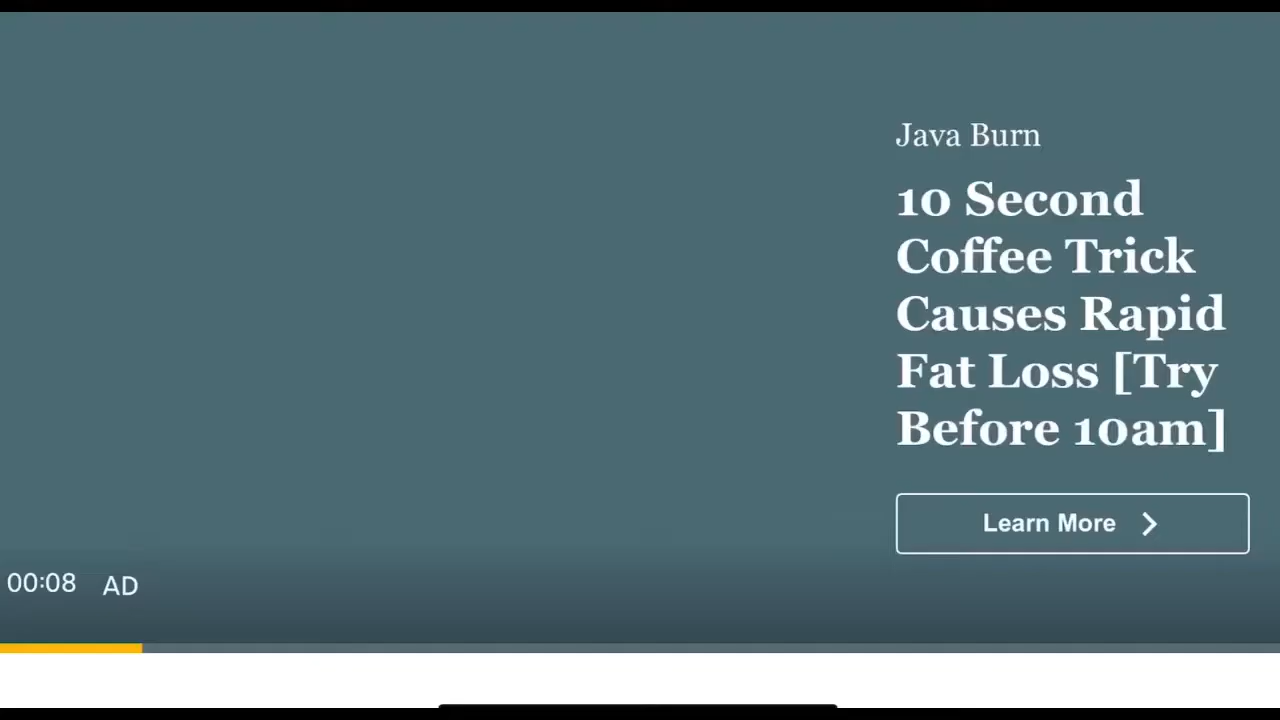 Java Burn
10 Second
Coffee Trick
Causes Rapid
Fat Loss [Try
Before 10am]
Learn More
00:08 AD